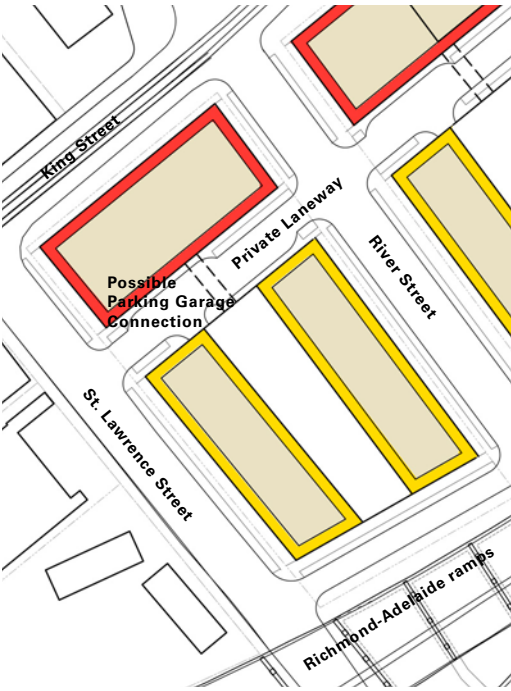 King Street
Private Laneway
Possible
Parking Garage
Connection
River Street
St. Lawrence Street
Richmond-Adelaide ramps